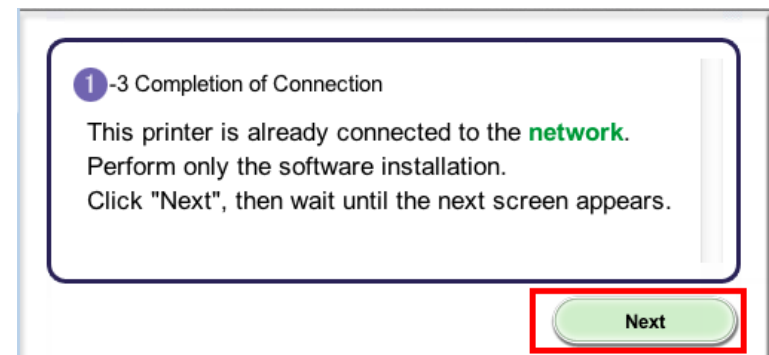 1-3 Completion of Connection
This printer is already connected to the network.
Perform only the software installation.
Click "Next", then wait until the next screen appears.
Next